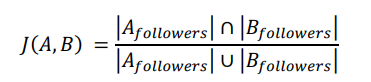 J(A, B) = |A_followers| ∩ |B_followers|
|A_followers| ∪ |B_followers|